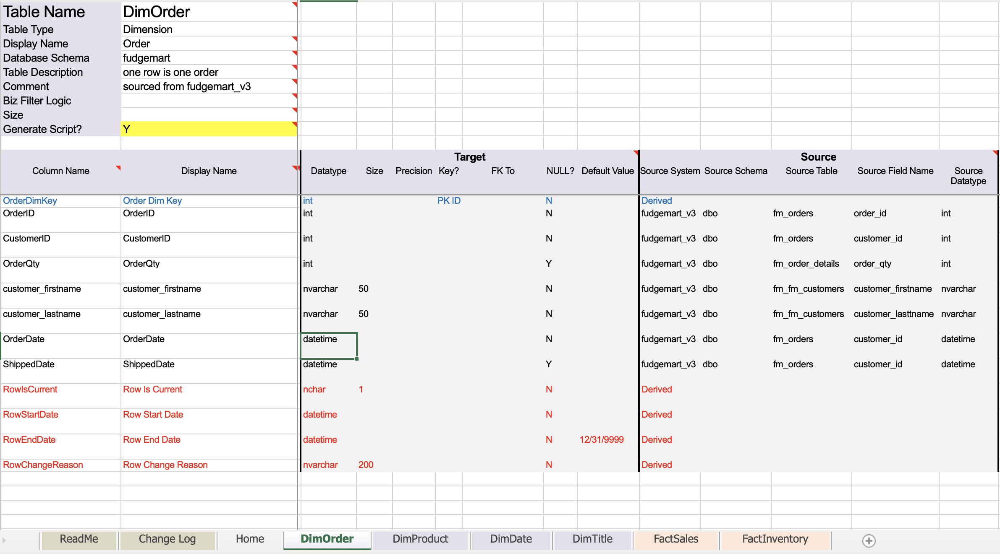 Table Name DimOrder
Table Type Dimension
Display Name Order
Database Schema fudgemart
Table Description one row is one order
Comment sourced from fudgemart_v3
Biz Filter Logic
Size
Generate Script? Y
Target Source
Column Name Display Name Datatype Size Precision Key? FK To NULL? Default Value Source System Source Schema Source Table Source Field Name Source
Datatype
OrderDimKey Order Dim Key int PK ID N Derived
OrderID OrderID int N fudgemart_v3 dbo fm_orders order_id int
CustomerID CustomerID int N fudgemart_v3 dbo fm_orders customer_id int
OrderQty OrderQty int Y fudgemart_v3 dbo fm_order_details order_qty int
customer_firstname customer_firstname nvarchar 50 N fudgemart_v3 dbo fm_fm_customers customer_firstname nvarchar
customer_lastname customer_lastname nvarchar 50 N fudgemart_v3 dbo fm_fm_customers customer_lasttname nvarchar
OrderDate OrderDate datetime N fudgemart_v3 dbo fm_orders customer_id datetime
ShippedDate ShippedDate datetime Y fudgemart_v3 dbo fm_orders customer_id datetime
RowIsCurrent Row Is Current nchar 1 N Derived
RowStartDate Row Start Date datetime N Derived
RowEndDate Row End Date datetime N 12/31/9999 Derived
RowChangeReason Row Change Reason nvarchar 200 N Derived
ReadMe Change Log Home DimOrder DimProduct DimDate DimTitle FactSales FactInventory